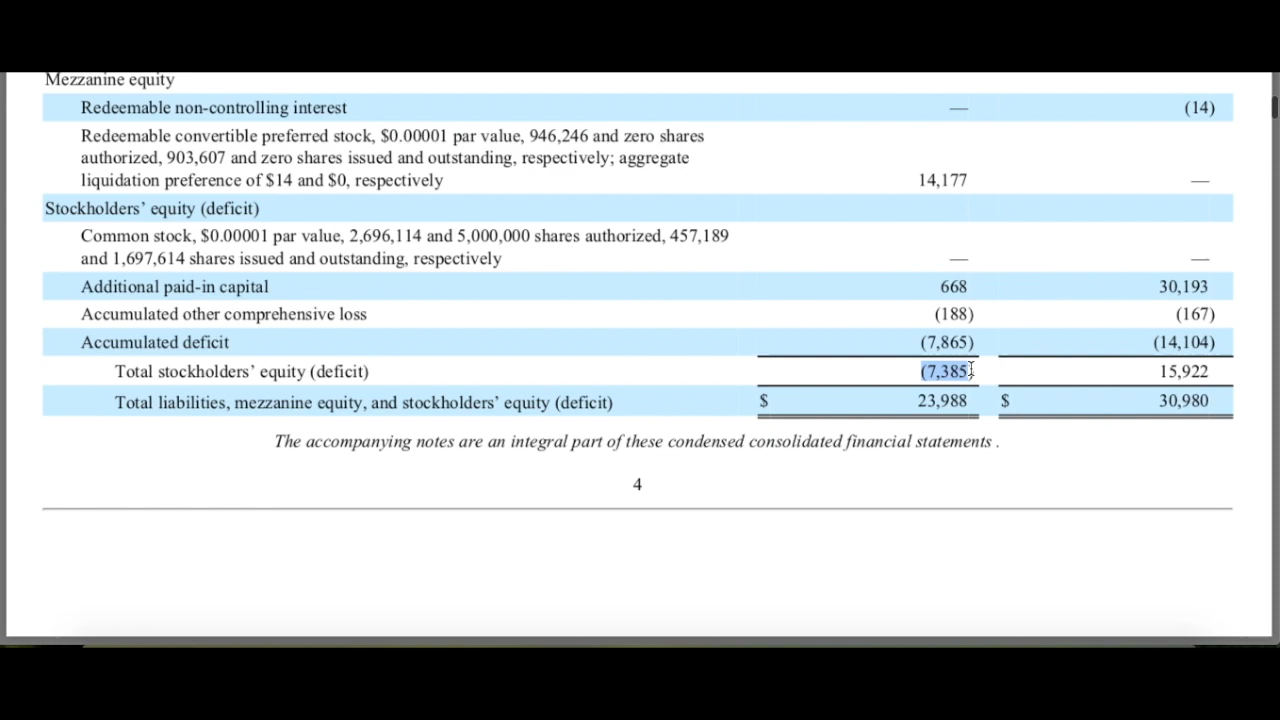 Mezzanine equity
Redeemable non-controlling interest — (14)
Redeemable convertible preferred stock, $0.00001 par value, 946,246 and zero shares
authorized, 903,607 and zero shares issued and outstanding, respectively; aggregate
liquidation preference of $14 and $0, respectively 14,177 —
Stockholders’ equity (deficit)
Common stock, $0.00001 par value, 2,696,114 and 5,000,000 shares authorized, 457,189
and 1,697,614 shares issued and outstanding, respectively — —
Additional paid-in capital 668 30,193
Accumulated other comprehensive loss (188) (167)
Accumulated deficit (7,865) (14,104)
Total stockholders’ equity (deficit) (7,385) 15,922
Total liabilities, mezzanine equity, and stockholders’ equity (deficit) $ 23,988 $ 30,980
The accompanying notes are an integral part of these condensed consolidated financial statements .
4